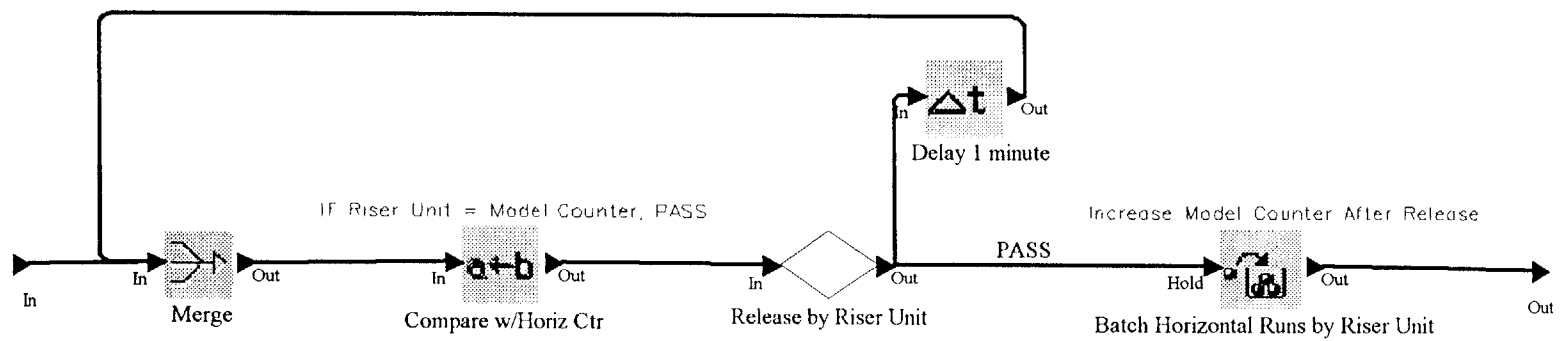 In
Out
Δt
Delay 1 minute
IF Riser Unit = Model Counter, PASS
Increase Model Counter After Release
In
In
Out
Merge
In
a←b
Out
Compare w/Horiz Ctr
In
Out
Release by Riser Unit
PASS
Hold
Out
Batch Horizontal Runs by Riser Unit
Out